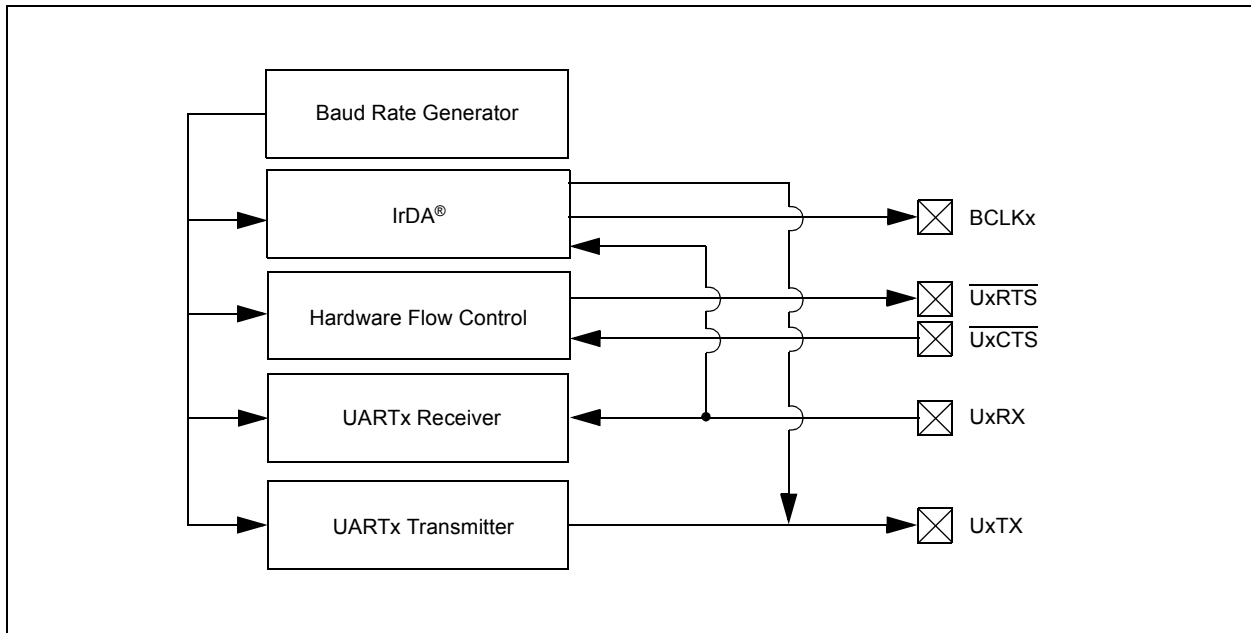 Baud Rate Generator
IrDA®
BCLKx
UxRTS
Hardware Flow Control
UxCTS
UARTx Receiver
UxRX
UARTx Transmitter
UxTX